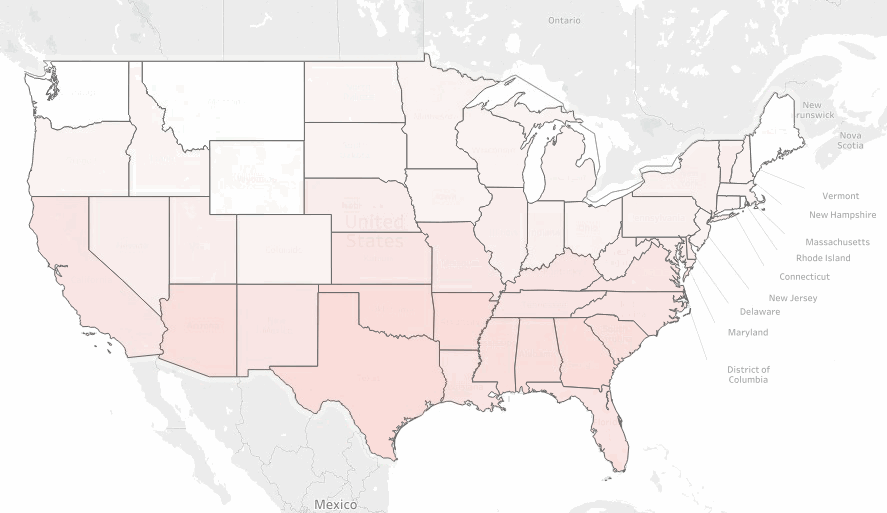 Ontario
New
runswick
Nova
Scotia
Vermont
New Hampshire
United
States
Massachusetts
Rhode Island
Connecticut
New Jersey
Delaware
Maryland
District of
Columbia
Mexico